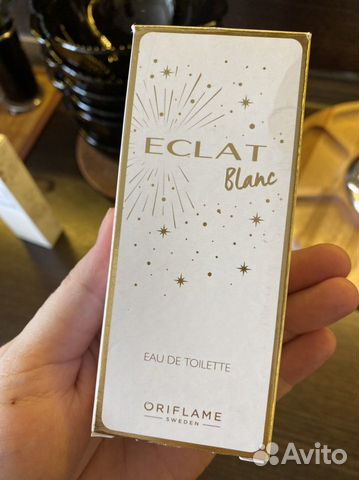 ECLAT
Blanc
EAU DE TOILETTE
ORIFLAME
SWEDEN
Avito